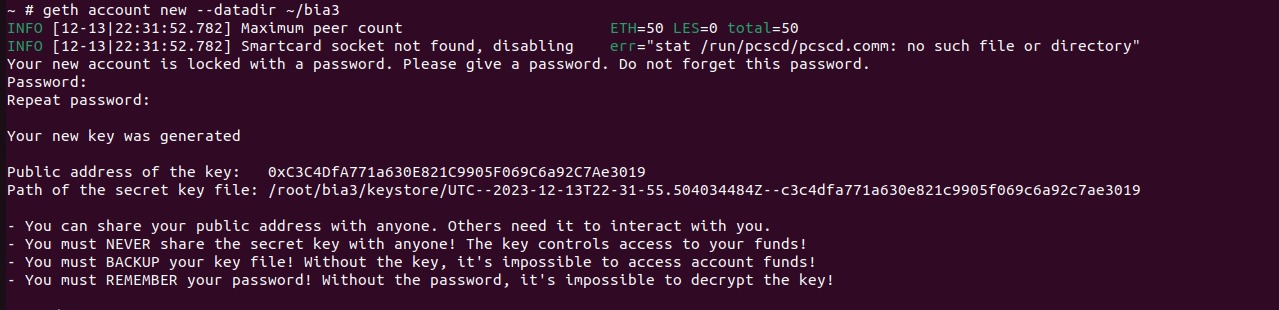 ~ # geth account new --datadir ~/bia3
INFO [12-13|22:31:52.782] Maximum peer count                       ETH=50 LES=0 total=50
INFO [12-13|22:31:52.782] Smartcard socket not found, disabling    err="stat /run/pcscd/pcscd.comm: no such file or directory"
Your new account is locked with a password. Please give a password. Do not forget this password.
Password:
Repeat password:
Your new key was generated
Public address of the key:   0xC3C4DfA771a630E821C9905F069C6a92C7Ae3019
Path of the secret key file: /root/bia3/keystore/UTC--2023-12-13T22-31-55.504034484Z--c3c4dfa771a630e821c9905f069c6a92c7ae3019
- You can share your public address with anyone. Others need it to interact with you.
- You must NEVER share the secret key with anyone! The key controls access to your funds!
- You must BACKUP your key file! Without the key, it's impossible to access account funds!
- You must REMEMBER your password! Without the password, it's impossible to decrypt the key!